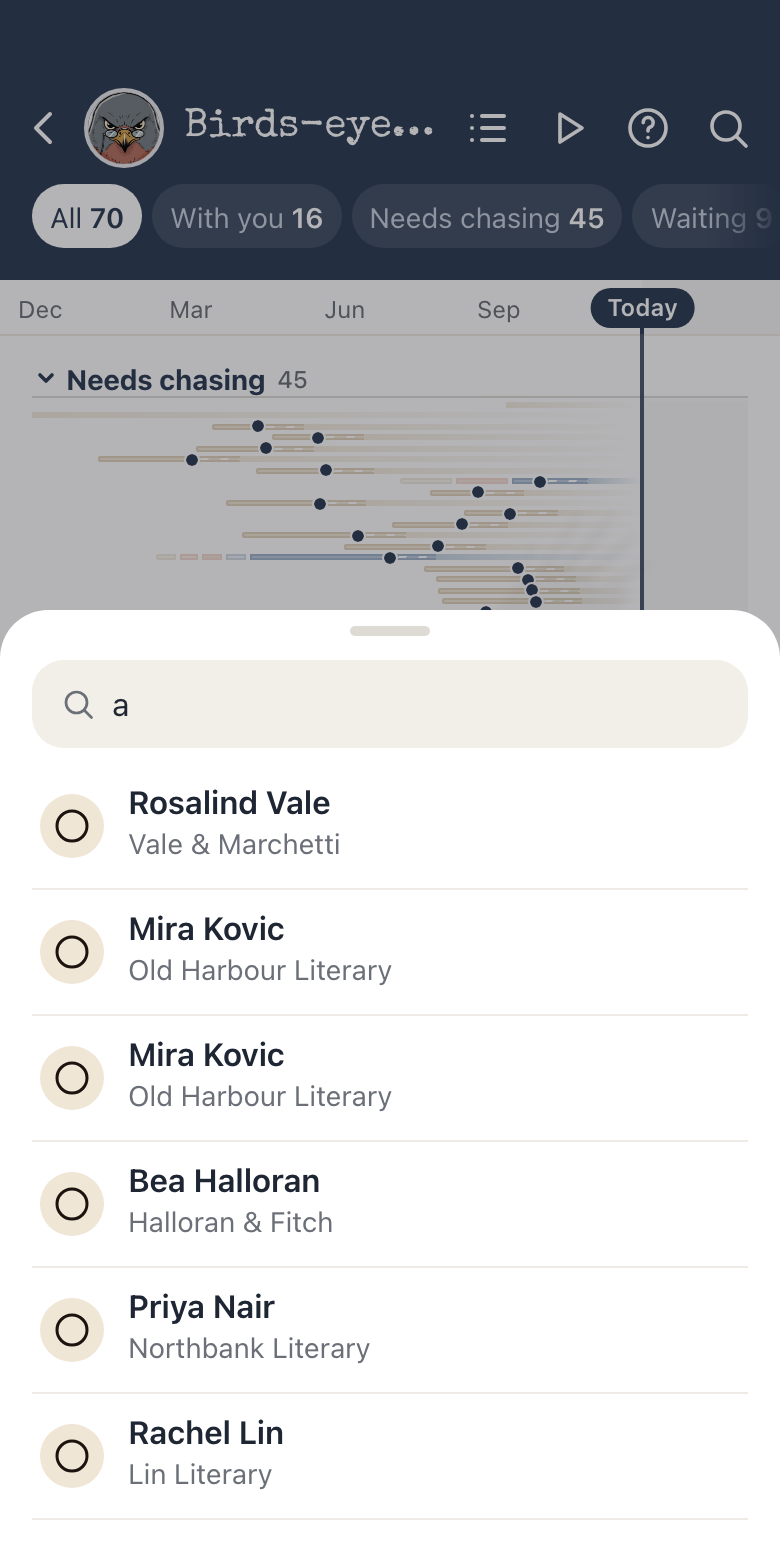 Birds-eye...
All 70
With you 16
Needs chasing 45
Waiting 9
Dec
Mar
Jun
Sep
Today
Needs chasing 45
a
Rosalind Vale
Vale & Marchetti
Mira Kovic
Old Harbour Literary
Mira Kovic
Old Harbour Literary
Bea Halloran
Halloran & Fitch
Priya Nair
Northbank Literary
Rachel Lin
Lin Literary